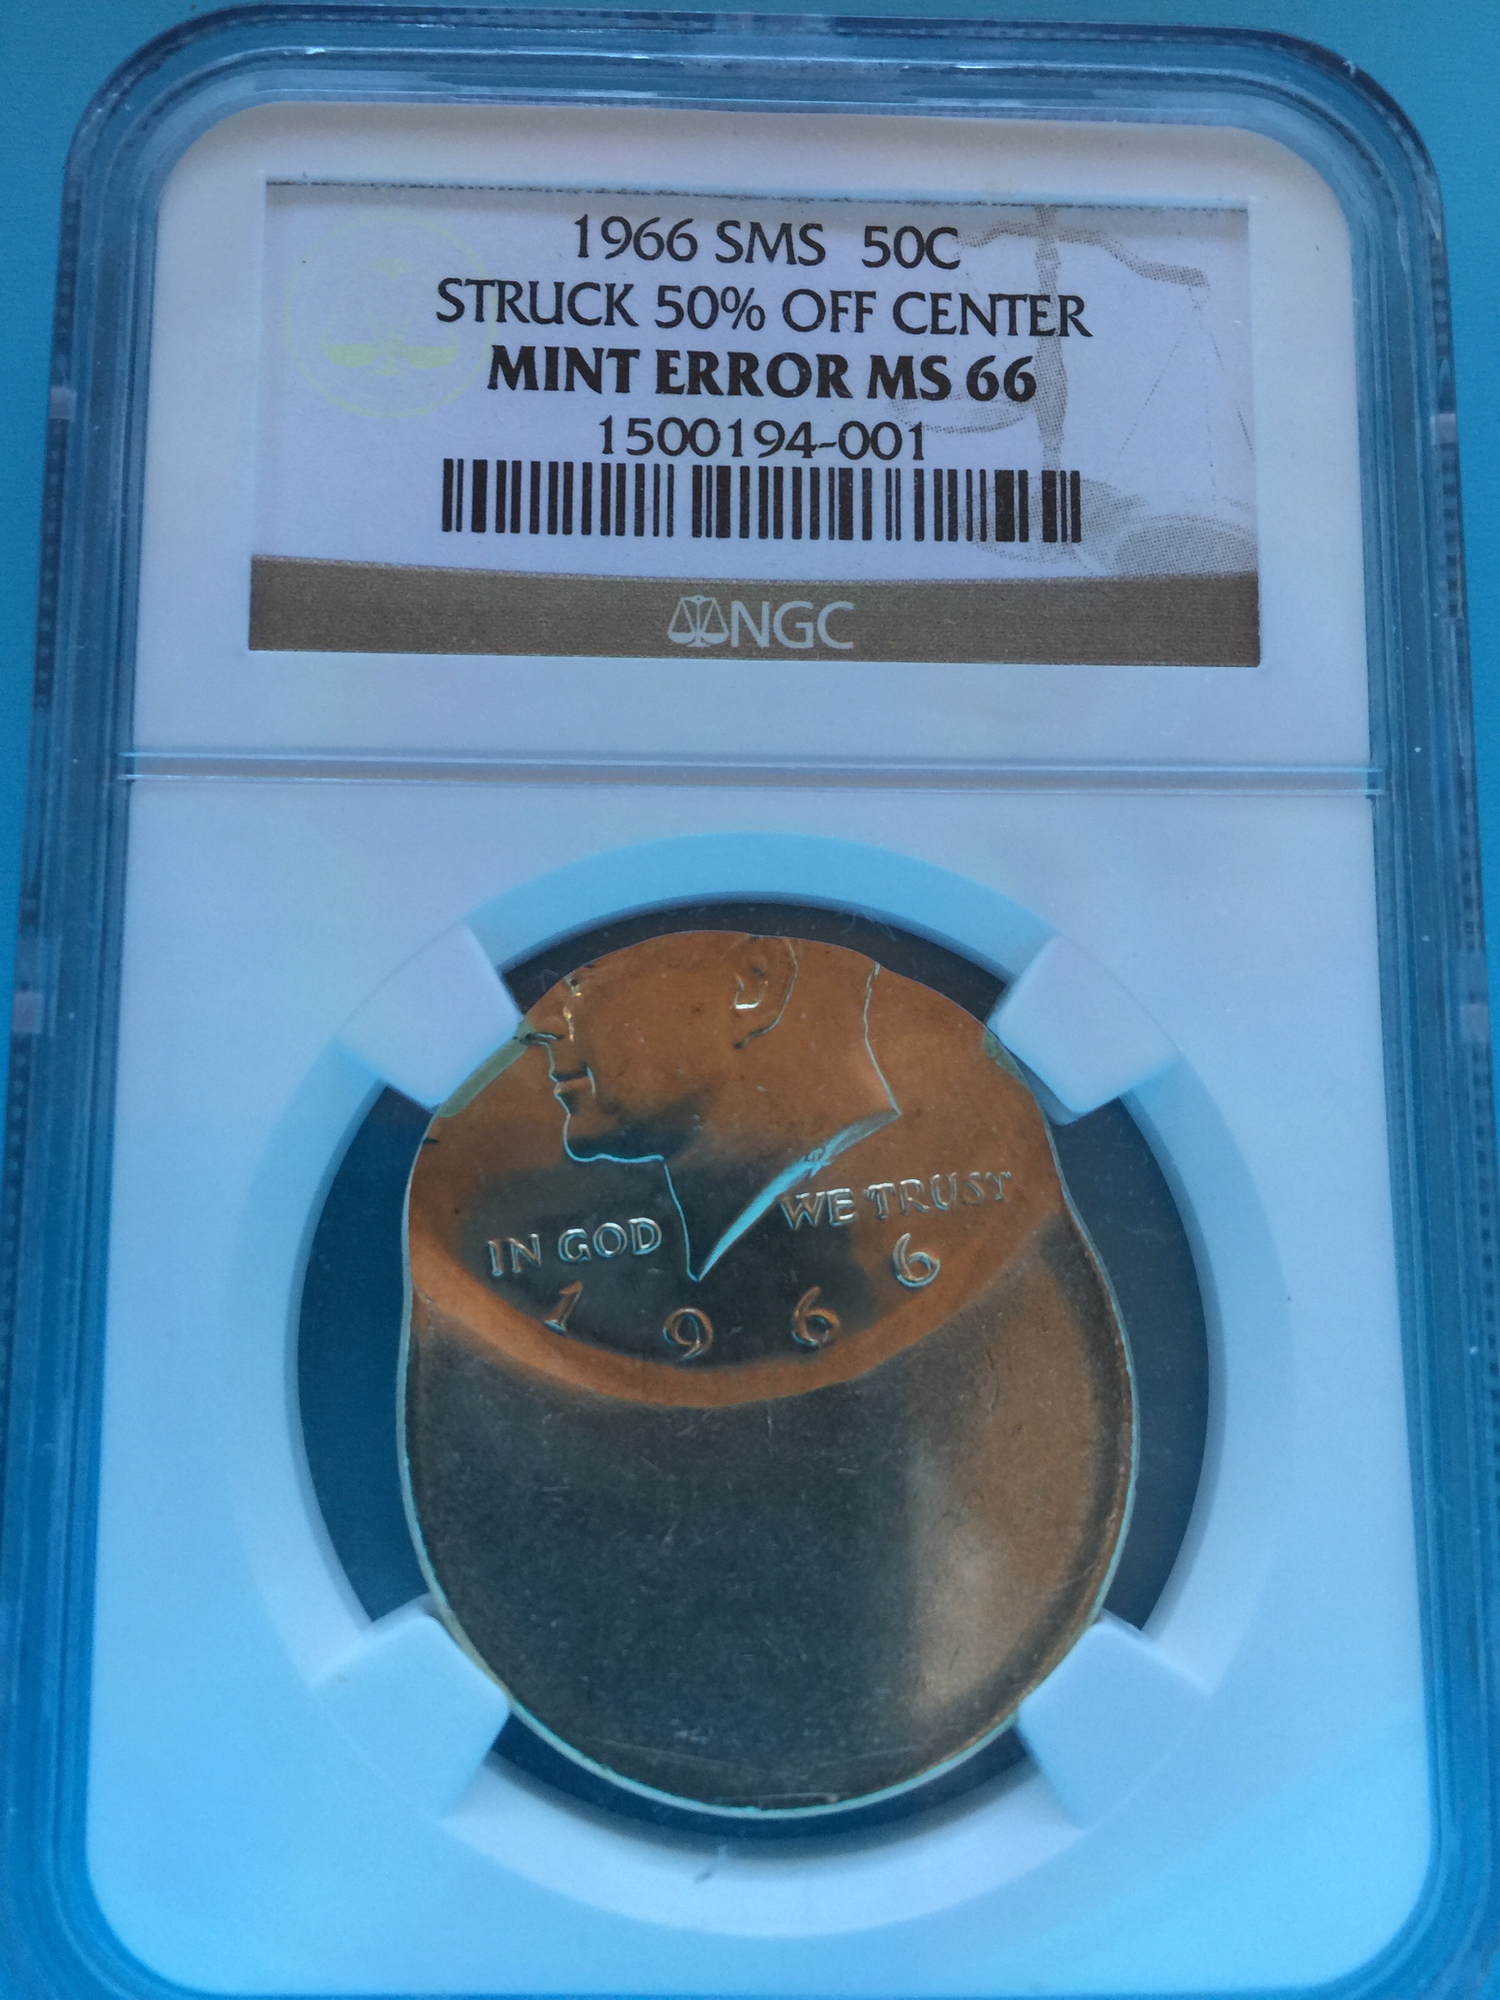 1966 SMS 50C
STRUCK 50% OFF CENTER
MINT ERROR MS 66
1500194-001
NGC
IN GOD WE TRUST
1966